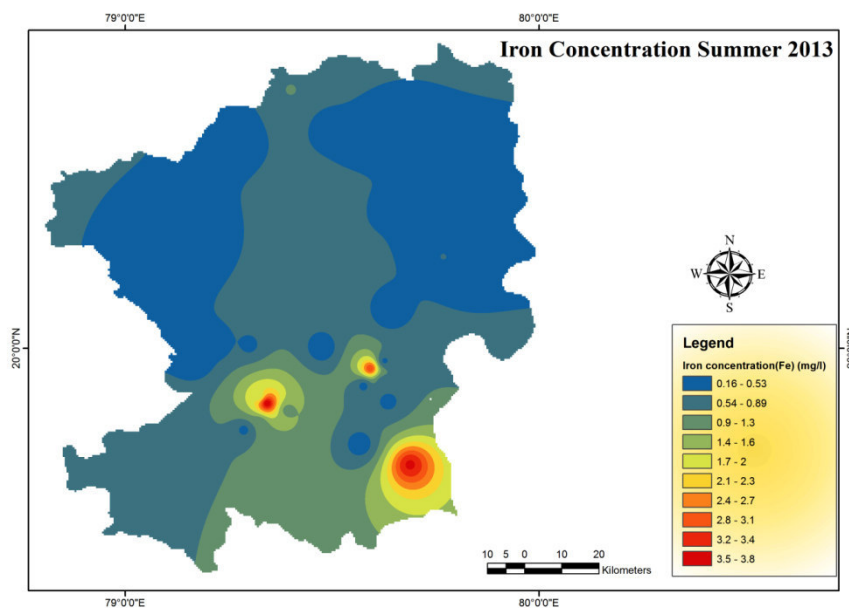 79°0'0"E
80°0'0"E
Iron Concentration Summer 2013
N
W
E
S
20°0'0"N
20°0'0"N
Legend
Iron concentration(Fe) (mg/l)
0.16 - 0.53
0.54 - 0.89
0.9 - 1.3
1.4 - 1.6
1.7 - 2
2.1 - 2.3
2.4 - 2.7
2.8 - 3.1
3.2 - 3.4
3.5 - 3.8
10 5 0 10 20
Kilometers
79°0'0"E
80°0'0"E